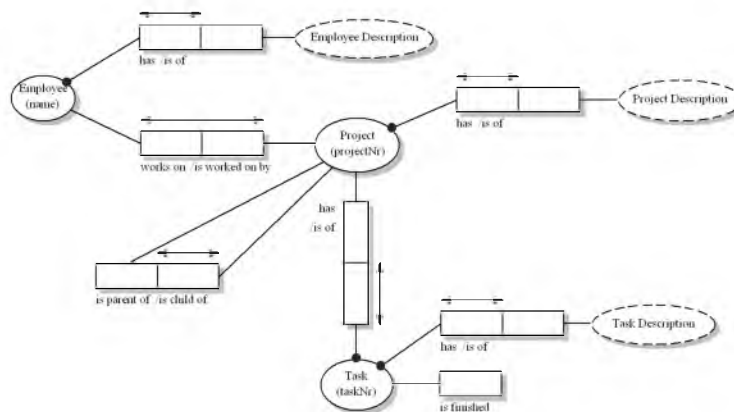 Employee Description
has /is of
Employee
(name)
Project Description
has /is of
Project
(projectNr)
works on /is worked on by
has
/is of
is parent of /is child of
Task Description
has /is of
Task
(taskNr)
is finished